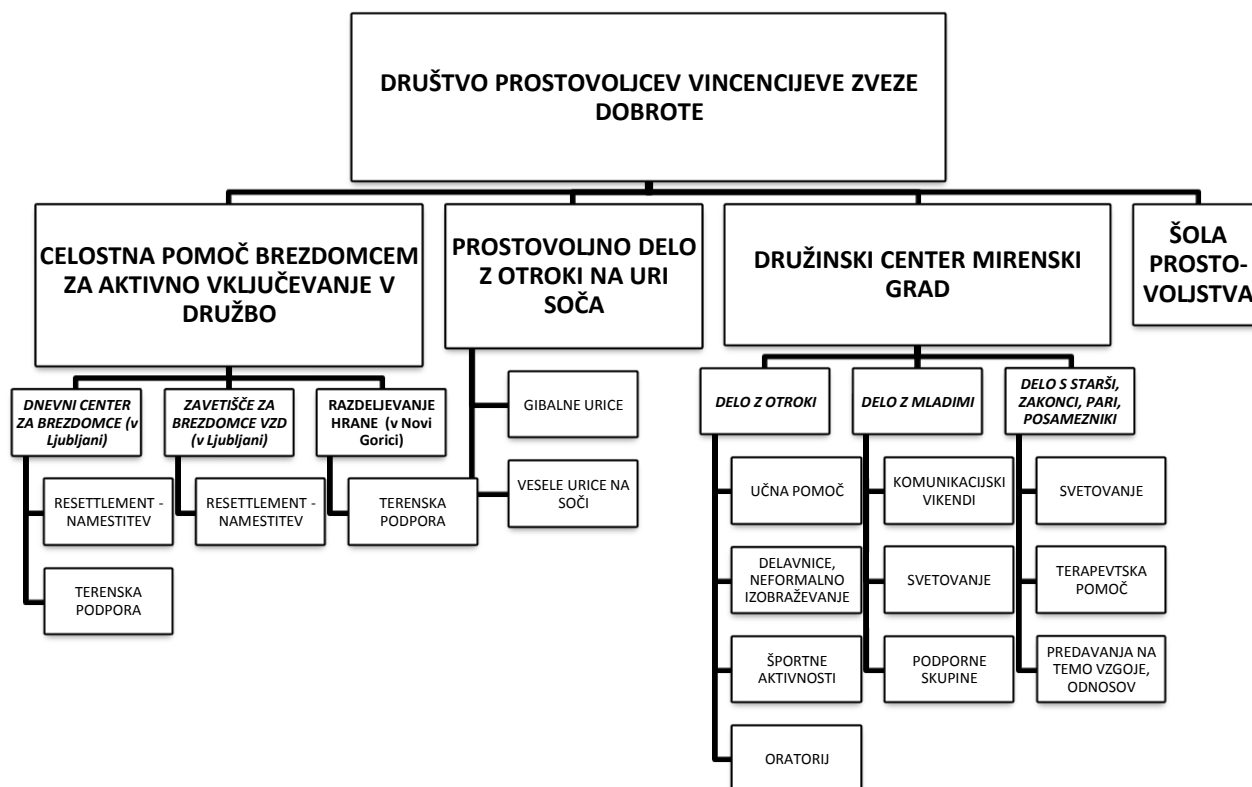 DRUŠTVO PROSTOVOLJCEV VINCENCIJEVE ZVEZE
DOBROTE
CELOSTNA POMOČ BREZDOMCEM
ZA AKTIVNO VKLJUČEVANJE V
DRUŽBO
PROSTOVOLJNO DELO
Z OTROKI NA URI
SOČA
DRUŽINSKI CENTER MIRENSKI
GRAD
ŠOLA
PROSTO-
VOLJSTVA
DNEVNI CENTER
ZA BREZDOMCE (v
Ljubljani)
ZAVETIŠČE ZA
BREZDOMCE VZD
(v Ljubljani)
RAZDELJEVANJE
HRANE (v Novi
Gorici)
RESETTLEMENT -
NAMESTITEV
TERENSKA
PODPORA
RESETTLEMENT -
NAMESTITEV
TERENSKA
PODPORA
GIBALNE URICE
VESELE URICE NA
SOČI
DELO Z OTROKI
DELO Z MLADIMI
DELO S STARŠI,
ZAKONCI, PARI,
POSAMEZNIKI
UČNA POMOČ
DELAVNICE,
NEFORMALNO
IZOBRAŽEVANJE
ŠPORTNE
AKTIVNOSTI
ORATORIJ
KOMUNIKACIJSKI
VIKENDI
SVETOVANJE
PODPORNE
SKUPINE
SVETOVANJE
TERAPEVTSKA
POMOČ
PREDAVANJA NA
TEMO VZGOJE,
ODNOSOV